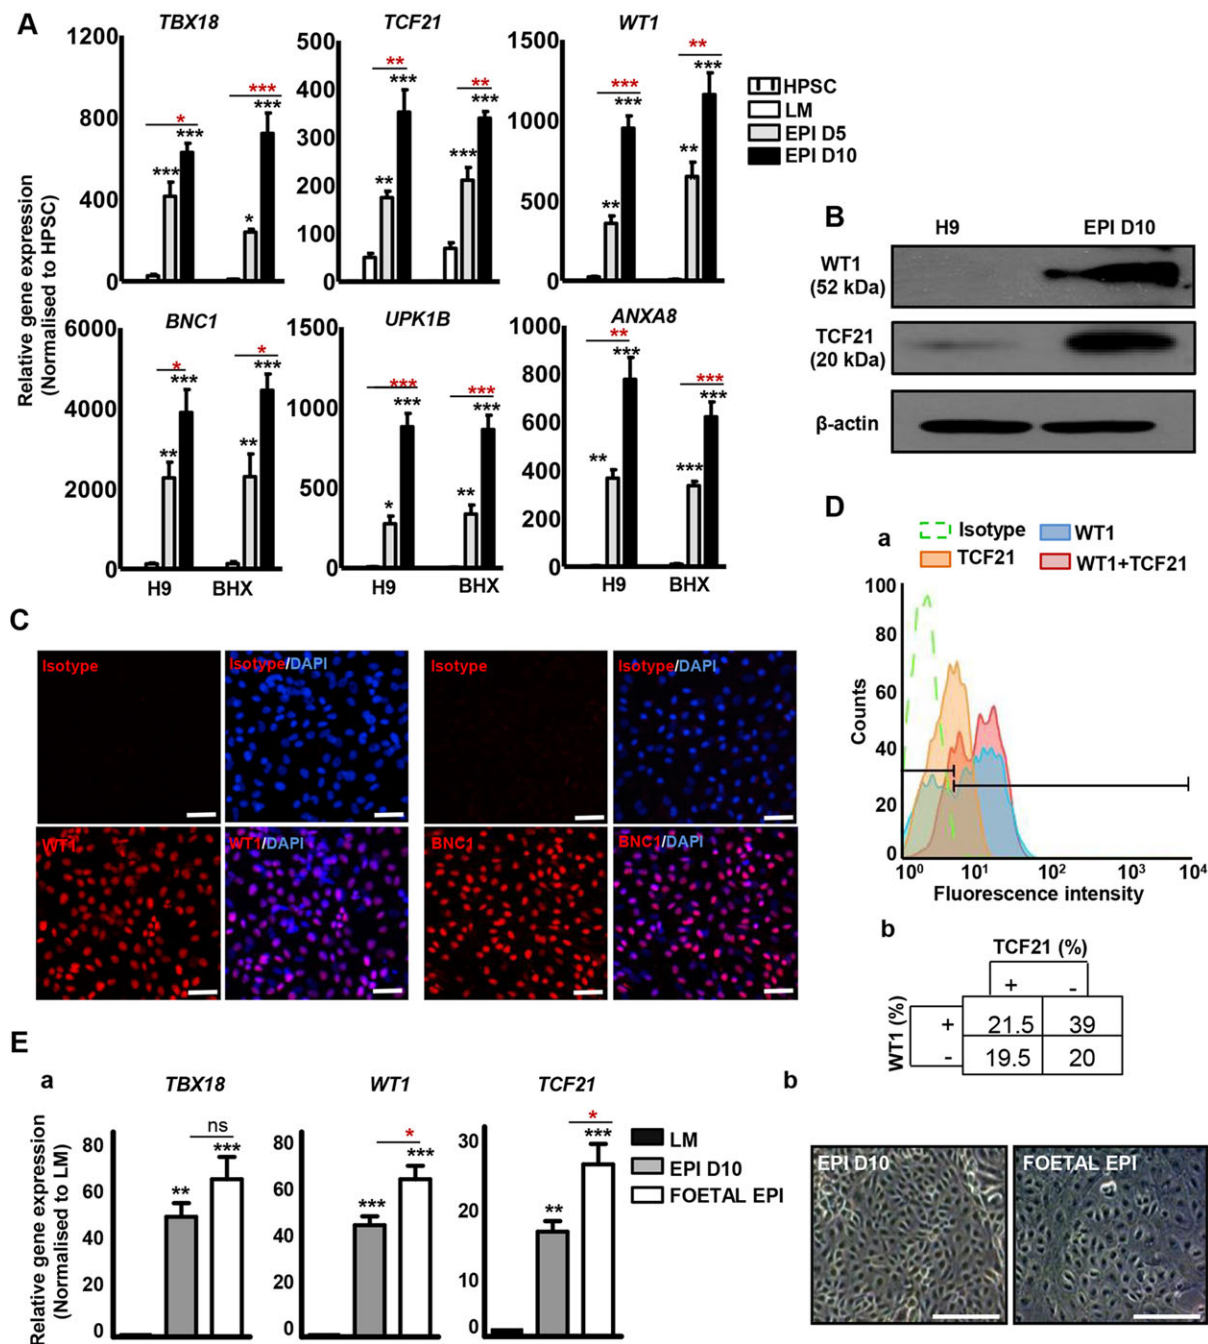 A
TBX18
TCF21
WT1
Relative gene expression
(Normalised to HPSC)
1200
800
400
0
*
***
***
***
***
*
500
400
300
200
100
0
**
***
**
**
***
***
1500
1000
500
0
***
***
**
**
***
**
HPSC
LM
EPI D5
EPI D10
BNC1
UPK1B
ANXA8
6000
4000
2000
0
*
***
**
*
***
**
H9
BHX
1500
1000
500
0
***
***
*
***
***
**
H9
BHX
1000
800
600
400
200
0
**
***
**
***
***
***
H9
BHX
B
H9
EPI D10
WT1
(52 kDa)
TCF21
(20 kDa)
β-actin
C
Isotype
Isotype/DAPI
Isotype
Isotype/DAPI
WT1
WT1/DAPI
BNC1
BNC1/DAPI
D
a
Isotype
WT1
TCF21
WT1+TCF21
Counts
100
80
60
40
20
0
10⁰
10¹
10²
10³
10⁴
Fluorescence intensity
b
TCF21 (%)
+ -
WT1 (%)
+ 21.5 39
- 19.5 20
E
a
TBX18
WT1
TCF21
Relative gene expression
(Normalised to LM)
80
60
40
20
0
ns
***
**
80
60
40
20
0
*
***
***
30
20
10
0
*
***
**
LM
EPI D10
FOETAL EPI
b
EPI D10
FOETAL EPI